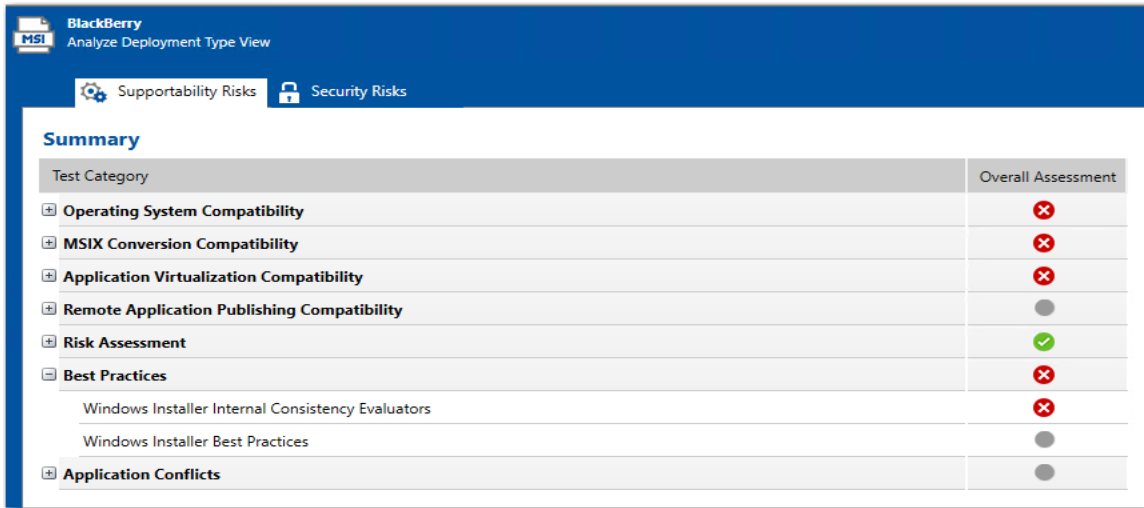 MSI
BlackBerry
Analyze Deployment Type View
Supportability Risks Security Risks
Summary
Test Category Overall Assessment
Operating System Compatibility
MSIX Conversion Compatibility
Application Virtualization Compatibility
Remote Application Publishing Compatibility
Risk Assessment
Best Practices
Windows Installer Internal Consistency Evaluators
Windows Installer Best Practices
Application Conflicts